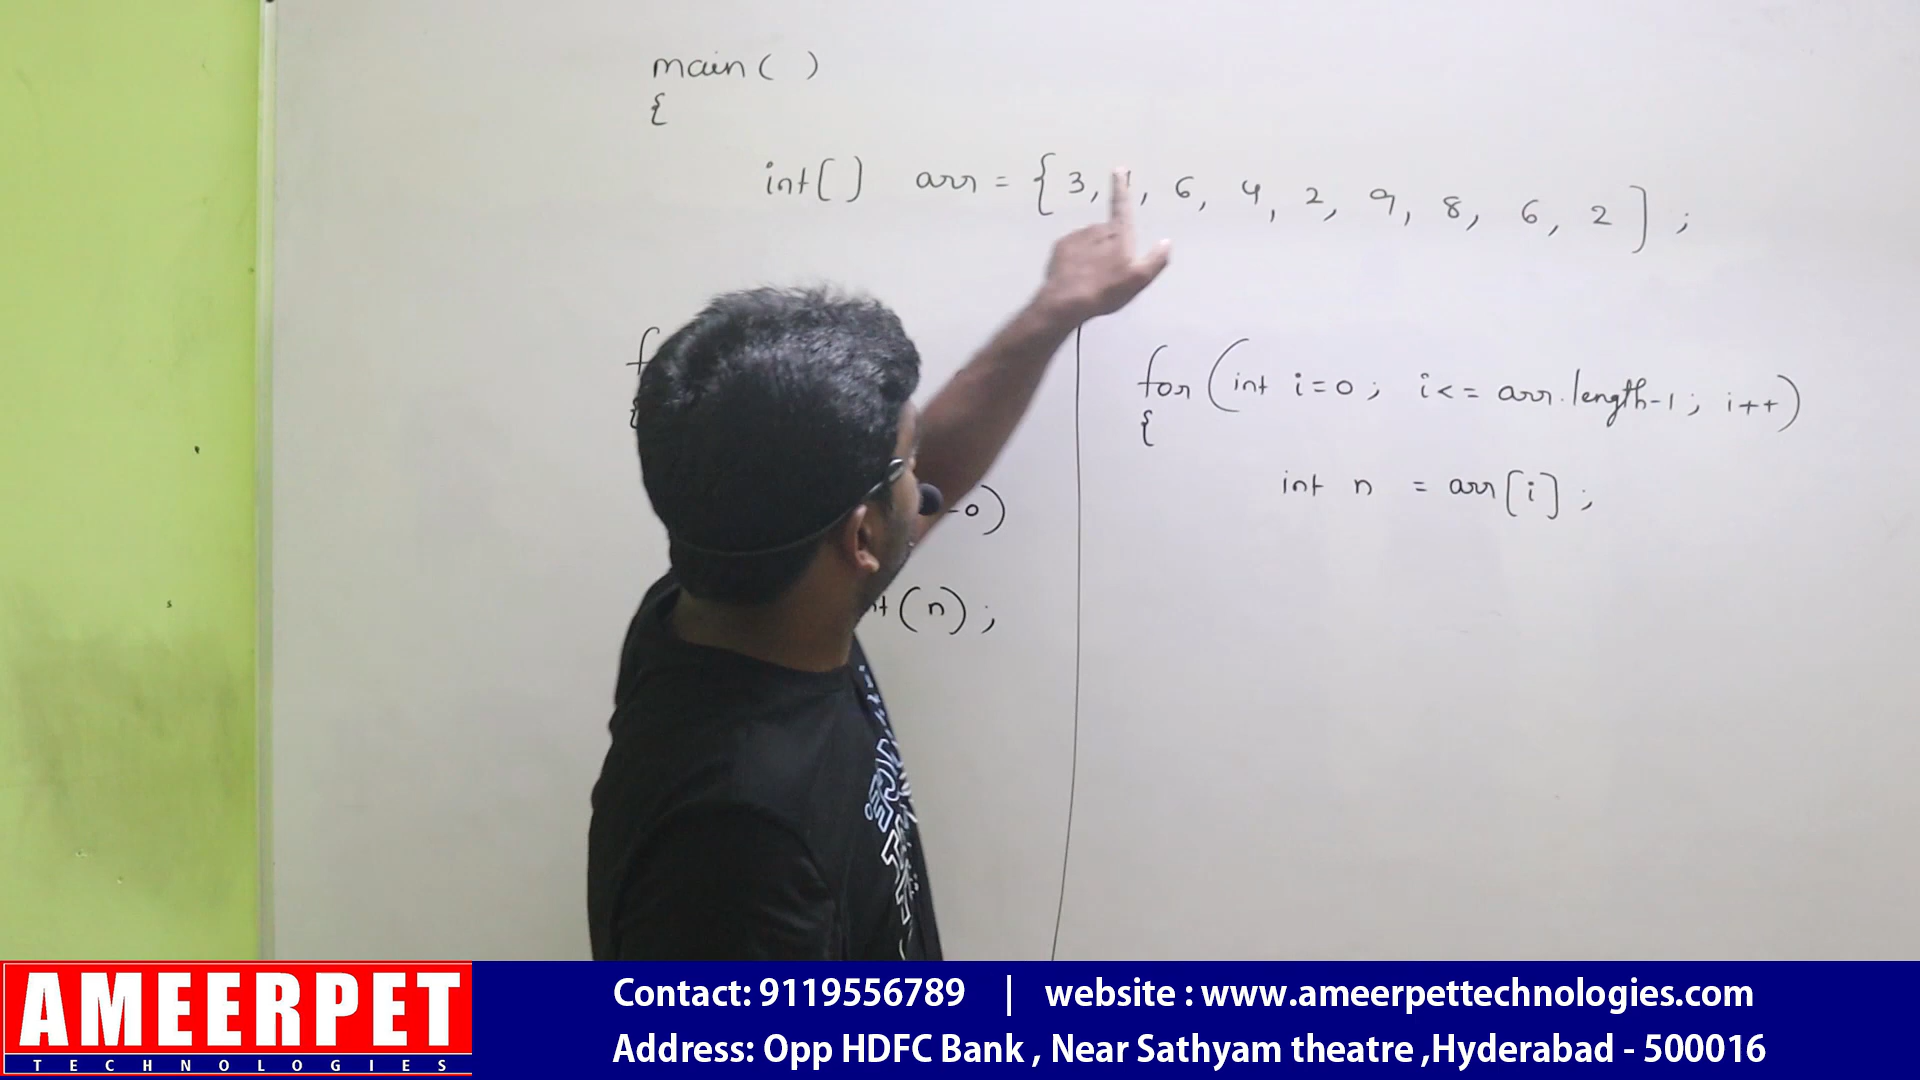 main ( )
{
int[ ] arr = { 3, , 6, 4, 2, 9, 8, 6, 2 } ;
for (int i=0; i<= arr.length-1; i++)
{
int n = arr[i] ;
0)
(n) ;
AMEERPET
TECHNOLOGIES
Contact: 9119556789 | website : www.ameerpettechnologies.com
Address: Opp HDFC Bank , Near Sathyam theatre ,Hyderabad - 500016